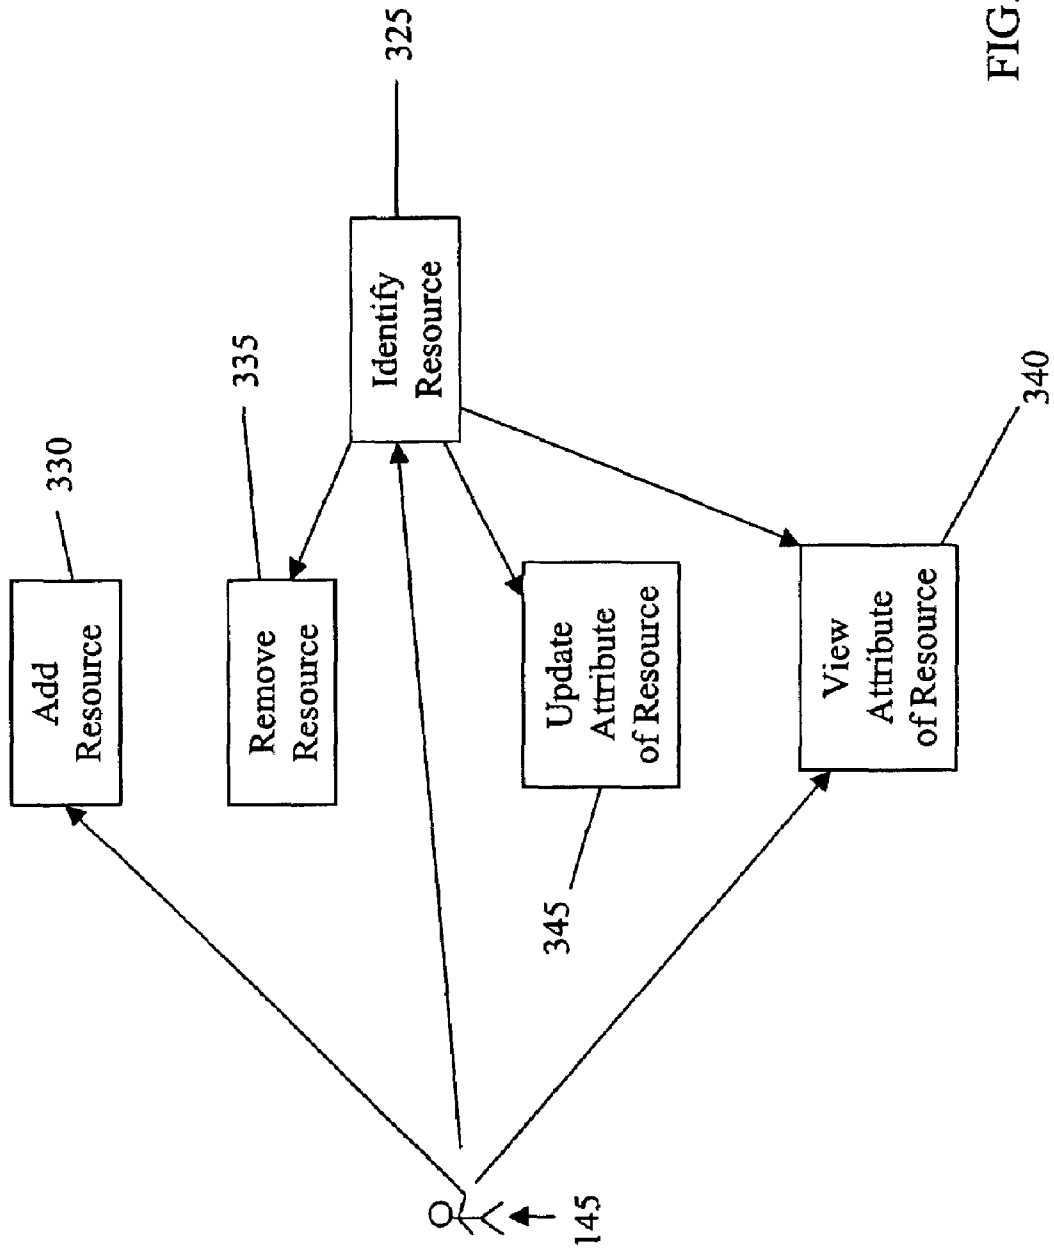 Add
Resource
330
Remove
Resource
335
Identify
Resource
325
Update
Attribute
of Resource
345
View
Attribute
of Resource
340
145
FIG.